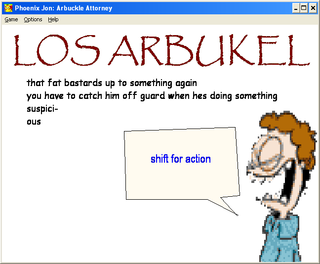 Phoenix Jon: Arbuckle Attorney
Game Options Help
LOS ARBUKEL
that fat bastards up to something again
you have to catch him off guard when hes doing something
suspici-
ous
shift for action